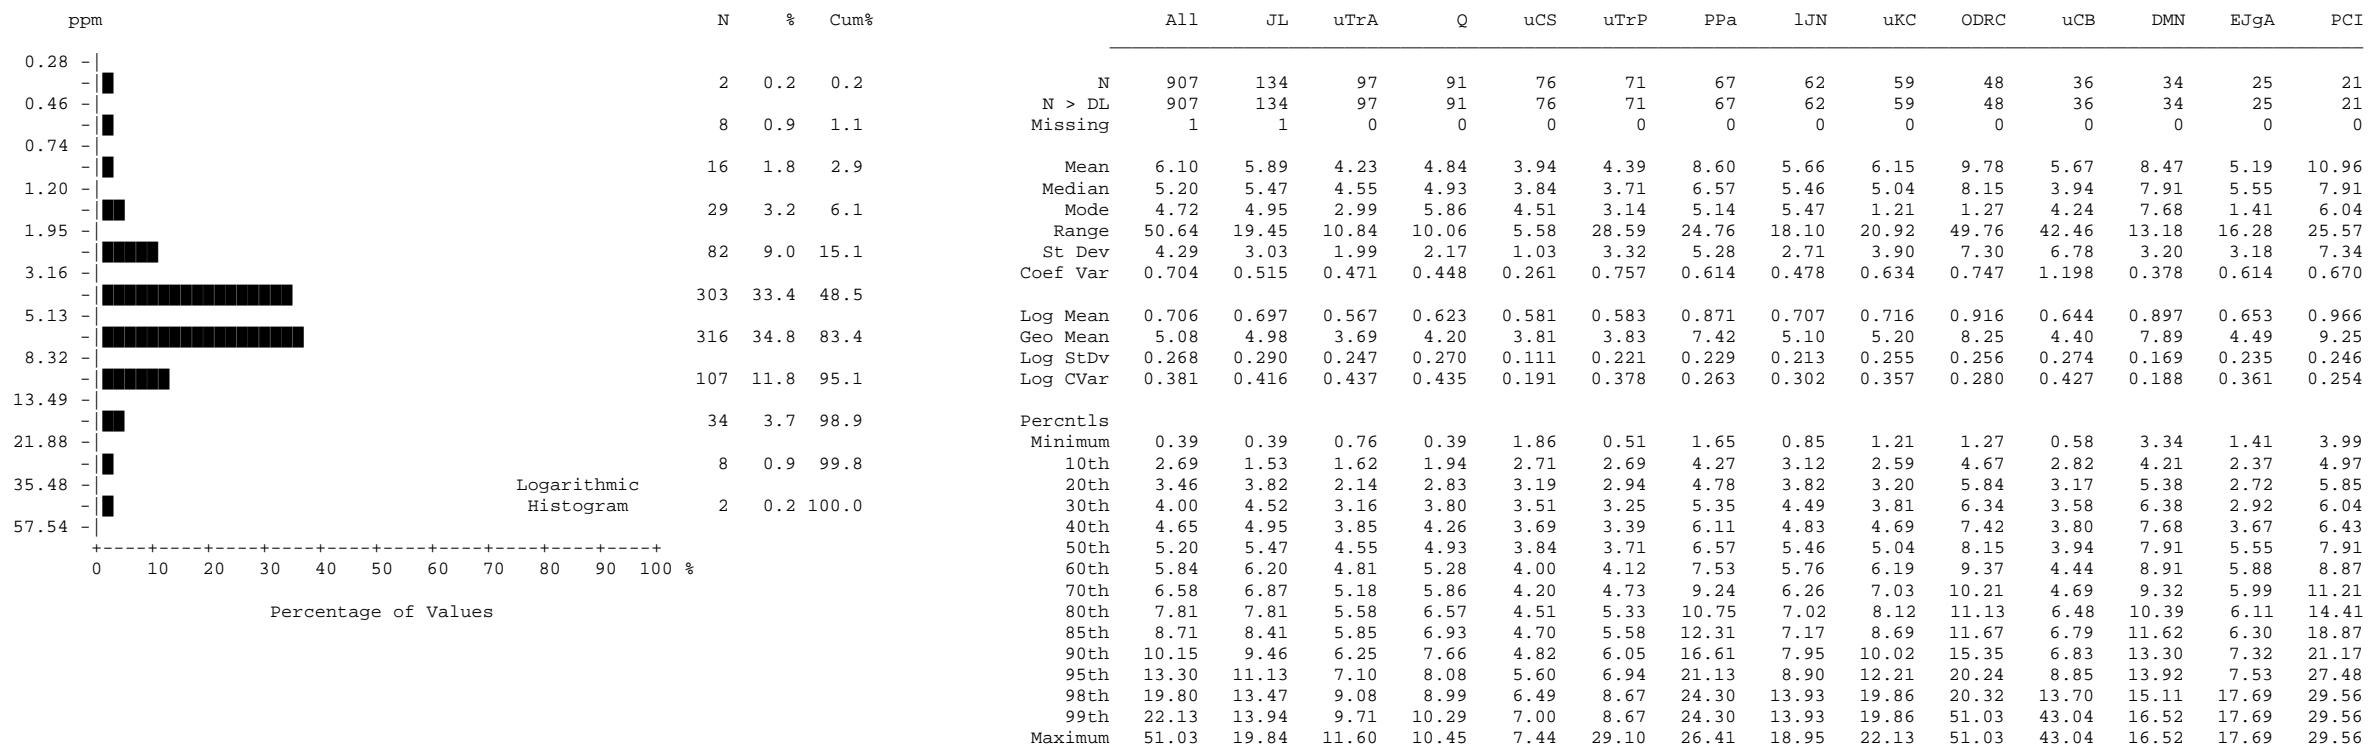 ppm N % Cum% All JL uTrA Q uCS uTrP PPa lJN uKC ODRC uCB DMN EJgA PCI
0.28 -|
-| 2 0.2 0.2 N 907 134 97 91 76 71 67 62 59 48 36 34 25 21
0.46 -| N > DL 907 134 97 91 76 71 67 62 59 48 36 34 25 21
-| 8 0.9 1.1 Missing 1 1 0 0 0 0 0 0 0 0 0 0 0 0
0.74 -|
-| 16 1.8 2.9 Mean 6.10 5.89 4.23 4.84 3.94 4.39 8.60 5.66 6.15 9.78 5.67 8.47 5.19 10.96
1.20 -| Median 5.20 5.47 4.55 4.93 3.84 3.71 6.57 5.46 5.04 8.15 3.94 7.91 5.55 7.91
-| 29 3.2 6.1 Mode 4.72 4.95 2.99 5.86 4.51 3.14 5.14 5.47 1.21 1.27 4.24 7.68 1.41 6.04
1.95 -| Range 50.64 19.45 10.84 10.06 5.58 28.59 24.76 18.10 20.92 49.76 42.46 13.18 16.28 25.57
-| 82 9.0 15.1 St Dev 4.29 3.03 1.99 2.17 1.03 3.32 5.28 2.71 3.90 7.30 6.78 3.20 3.18 7.34
3.16 -| Coef Var 0.704 0.515 0.471 0.448 0.261 0.757 0.614 0.478 0.634 0.747 1.198 0.378 0.614 0.670
-| 303 33.4 48.5
5.13 -| Log Mean 0.706 0.697 0.567 0.623 0.581 0.583 0.871 0.707 0.716 0.916 0.644 0.897 0.653 0.966
-| 316 34.8 83.4 Geo Mean 5.08 4.98 3.69 4.20 3.81 3.83 7.42 5.10 5.20 8.25 4.40 7.89 4.49 9.25
8.32 -| Log StDv 0.268 0.290 0.247 0.270 0.111 0.221 0.229 0.213 0.255 0.256 0.274 0.169 0.235 0.246
-| 107 11.8 95.1 Log CVar 0.381 0.416 0.437 0.435 0.191 0.378 0.263 0.302 0.357 0.280 0.427 0.188 0.361 0.254
13.49 -|
-| 34 3.7 98.9 Percntls
21.88 -| Minimum 0.39 0.39 0.76 0.39 1.86 0.51 1.65 0.85 1.21 1.27 0.58 3.34 1.41 3.99
-| 8 0.9 99.8 10th 2.69 1.53 1.62 1.94 2.71 2.69 4.27 3.12 2.59 4.67 2.82 4.21 2.37 4.97
35.48 -| Logarithmic 20th 3.46 3.82 2.14 2.83 3.19 2.94 4.78 3.82 3.20 5.84 3.17 5.38 2.72 5.85
-| Histogram 2 0.2 100.0 30th 4.00 4.52 3.16 3.80 3.51 3.25 5.35 4.49 3.81 6.34 3.58 6.38 2.92 6.04
57.54 -| 40th 4.65 4.95 3.85 4.26 3.69 3.39 6.11 4.83 4.69 7.42 3.80 7.68 3.67 6.43
+----+----+----+----+----+----+----+----+----+----+ 50th 5.20 5.47 4.55 4.93 3.84 3.71 6.57 5.46 5.04 8.15 3.94 7.91 5.55 7.91
0 10 20 30 40 50 60 70 80 90 100 % 60th 5.84 6.20 4.81 5.28 4.00 4.12 7.53 5.76 6.19 9.37 4.44 8.91 5.88 8.87
70th 6.58 6.87 5.18 5.86 4.20 4.73 9.24 6.26 7.03 10.21 4.69 9.32 5.99 11.21
Percentage of Values 80th 7.81 7.81 5.58 6.57 4.51 5.33 10.75 7.02 8.12 11.13 6.48 10.39 6.11 14.41
85th 8.71 8.41 5.85 6.93 4.70 5.58 12.31 7.17 8.69 11.67 6.79 11.62 6.30 18.87
90th 10.15 9.46 6.25 7.66 4.82 6.05 16.61 7.95 10.02 15.35 6.83 13.30 7.32 21.17
95th 13.30 11.13 7.10 8.08 5.60 6.94 21.13 8.90 12.21 20.24 8.85 13.92 7.53 27.48
98th 19.80 13.47 9.08 8.99 6.49 8.67 24.30 13.93 19.86 20.32 13.70 15.11 17.69 29.56
99th 22.13 13.94 9.71 10.29 7.00 8.67 24.30 13.93 19.86 51.03 43.04 16.52 17.69 29.56
Maximum 51.03 19.84 11.60 10.45 7.44 29.10 26.41 18.95 22.13 51.03 43.04 16.52 17.69 29.56